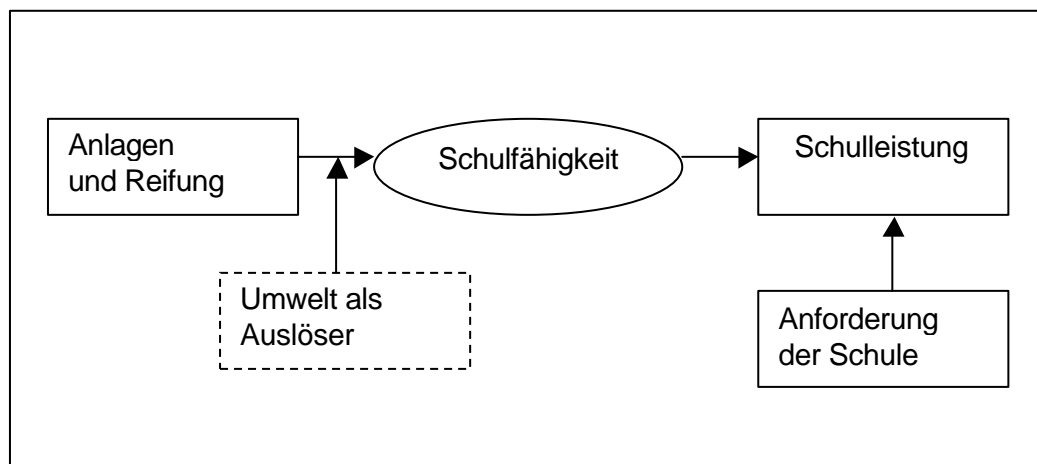 Anlagen
und Reifung
Schulfähigkeit
Schulleistung
Umwelt als
Auslöser
Anforderung
der Schule